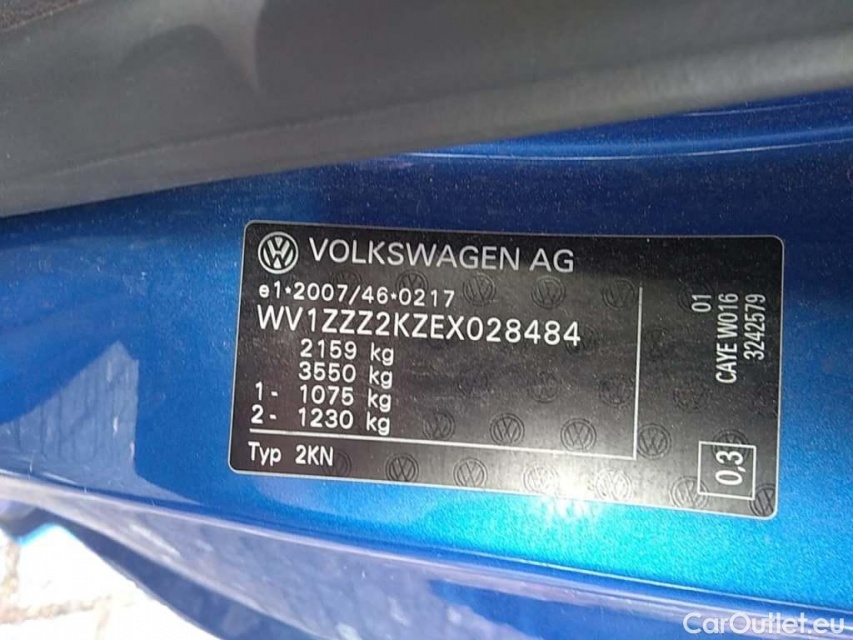 VOLKSWAGEN AG
e1*2007/46*0217
WV1ZZZ2KZEX028484
2159 kg
3550 kg
1- 1075 kg
2- 1230 kg
Typ 2KN
01
CAYE W016
3242579
0,3
CarOutlet.eu